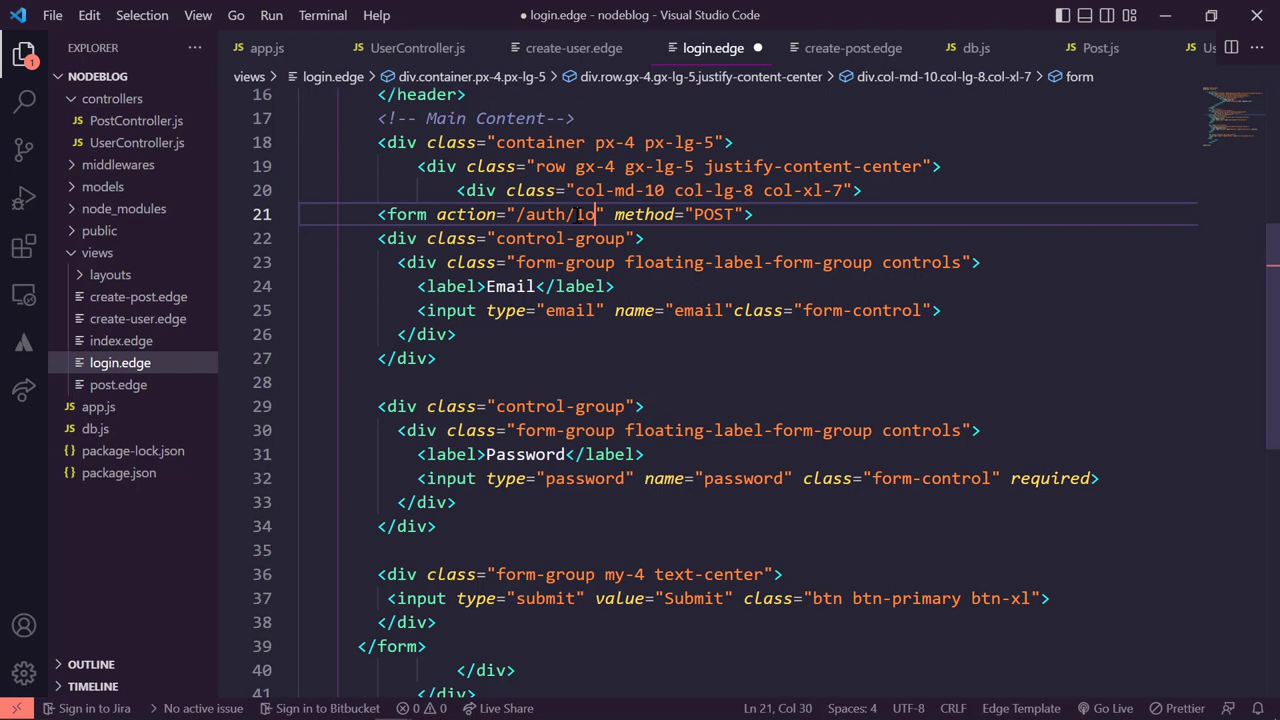 File Edit Selection View Go Run Terminal Help
● login.edge - nodeblog - Visual Studio Code
EXPLORER
app.js UserController.js create-user.edge login.edge create-post.edge db.js Post.js Us
NODEBLOG
views > login.edge > div.container.px-4.px-lg-5 > div.row.gx-4.gx-lg-5.justify-content-center > div.col-md-10.col-lg-8.col-xl-7 > form
controllers
PostController.js
UserController.js
middlewares
models
node_modules
public
views
layouts
create-post.edge
create-user.edge
index.edge
login.edge
post.edge
app.js
db.js
package-lock.json
package.json
OUTLINE
TIMELINE
1
16 </header>
17 <!-- Main Content-->
18 <div class="container px-4 px-lg-5">
19 <div class="row gx-4 gx-lg-5 justify-content-center">
20 <div class="col-md-10 col-lg-8 col-xl-7">
21 <form action="/auth/lo" method="POST">
22 <div class="control-group">
23 <div class="form-group floating-label-form-group controls">
24 <label>Email</label>
25 <input type="email" name="email"class="form-control">
26 </div>
27 </div>
28
29 <div class="control-group">
30 <div class="form-group floating-label-form-group controls">
31 <label>Password</label>
32 <input type="password" name="password" class="form-control" required>
33 </div>
34 </div>
35
36 <div class="form-group my-4 text-center">
37 <input type="submit" value="Submit" class="btn btn-primary btn-xl">
38 </div>
39 </form>
40 </div>
41 </div>
Sign in to Jira No active issue Sign in to Bitbucket 0 0 Live Share Ln 21, Col 30 Spaces: 4 UTF-8 CRLF Edge Template Go Live Prettier